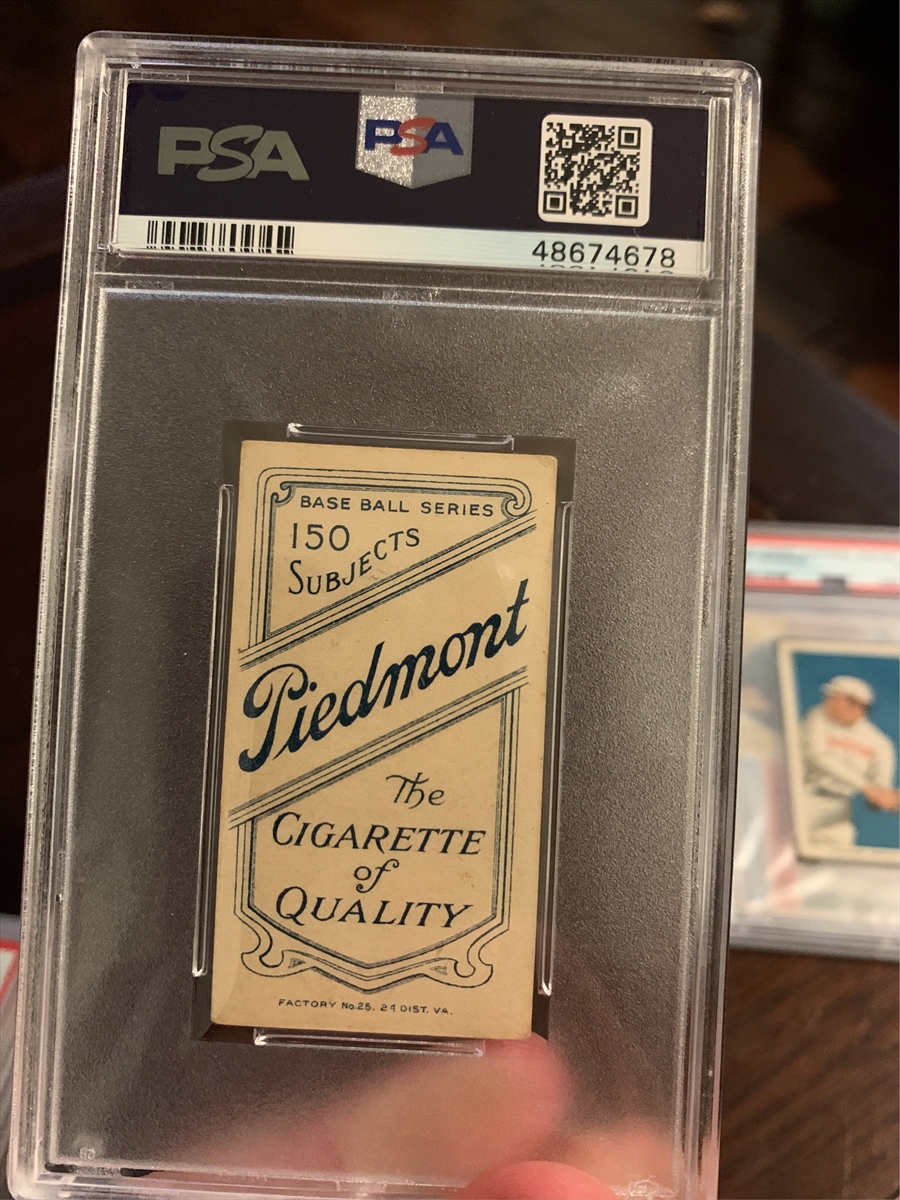 PSA
PSA
48674678
BASE BALL SERIES
150
SUBJECTS
Piedmont
The
CIGARETTE
of
QUALITY
FACTORY No.25. 2d DIST. VA.